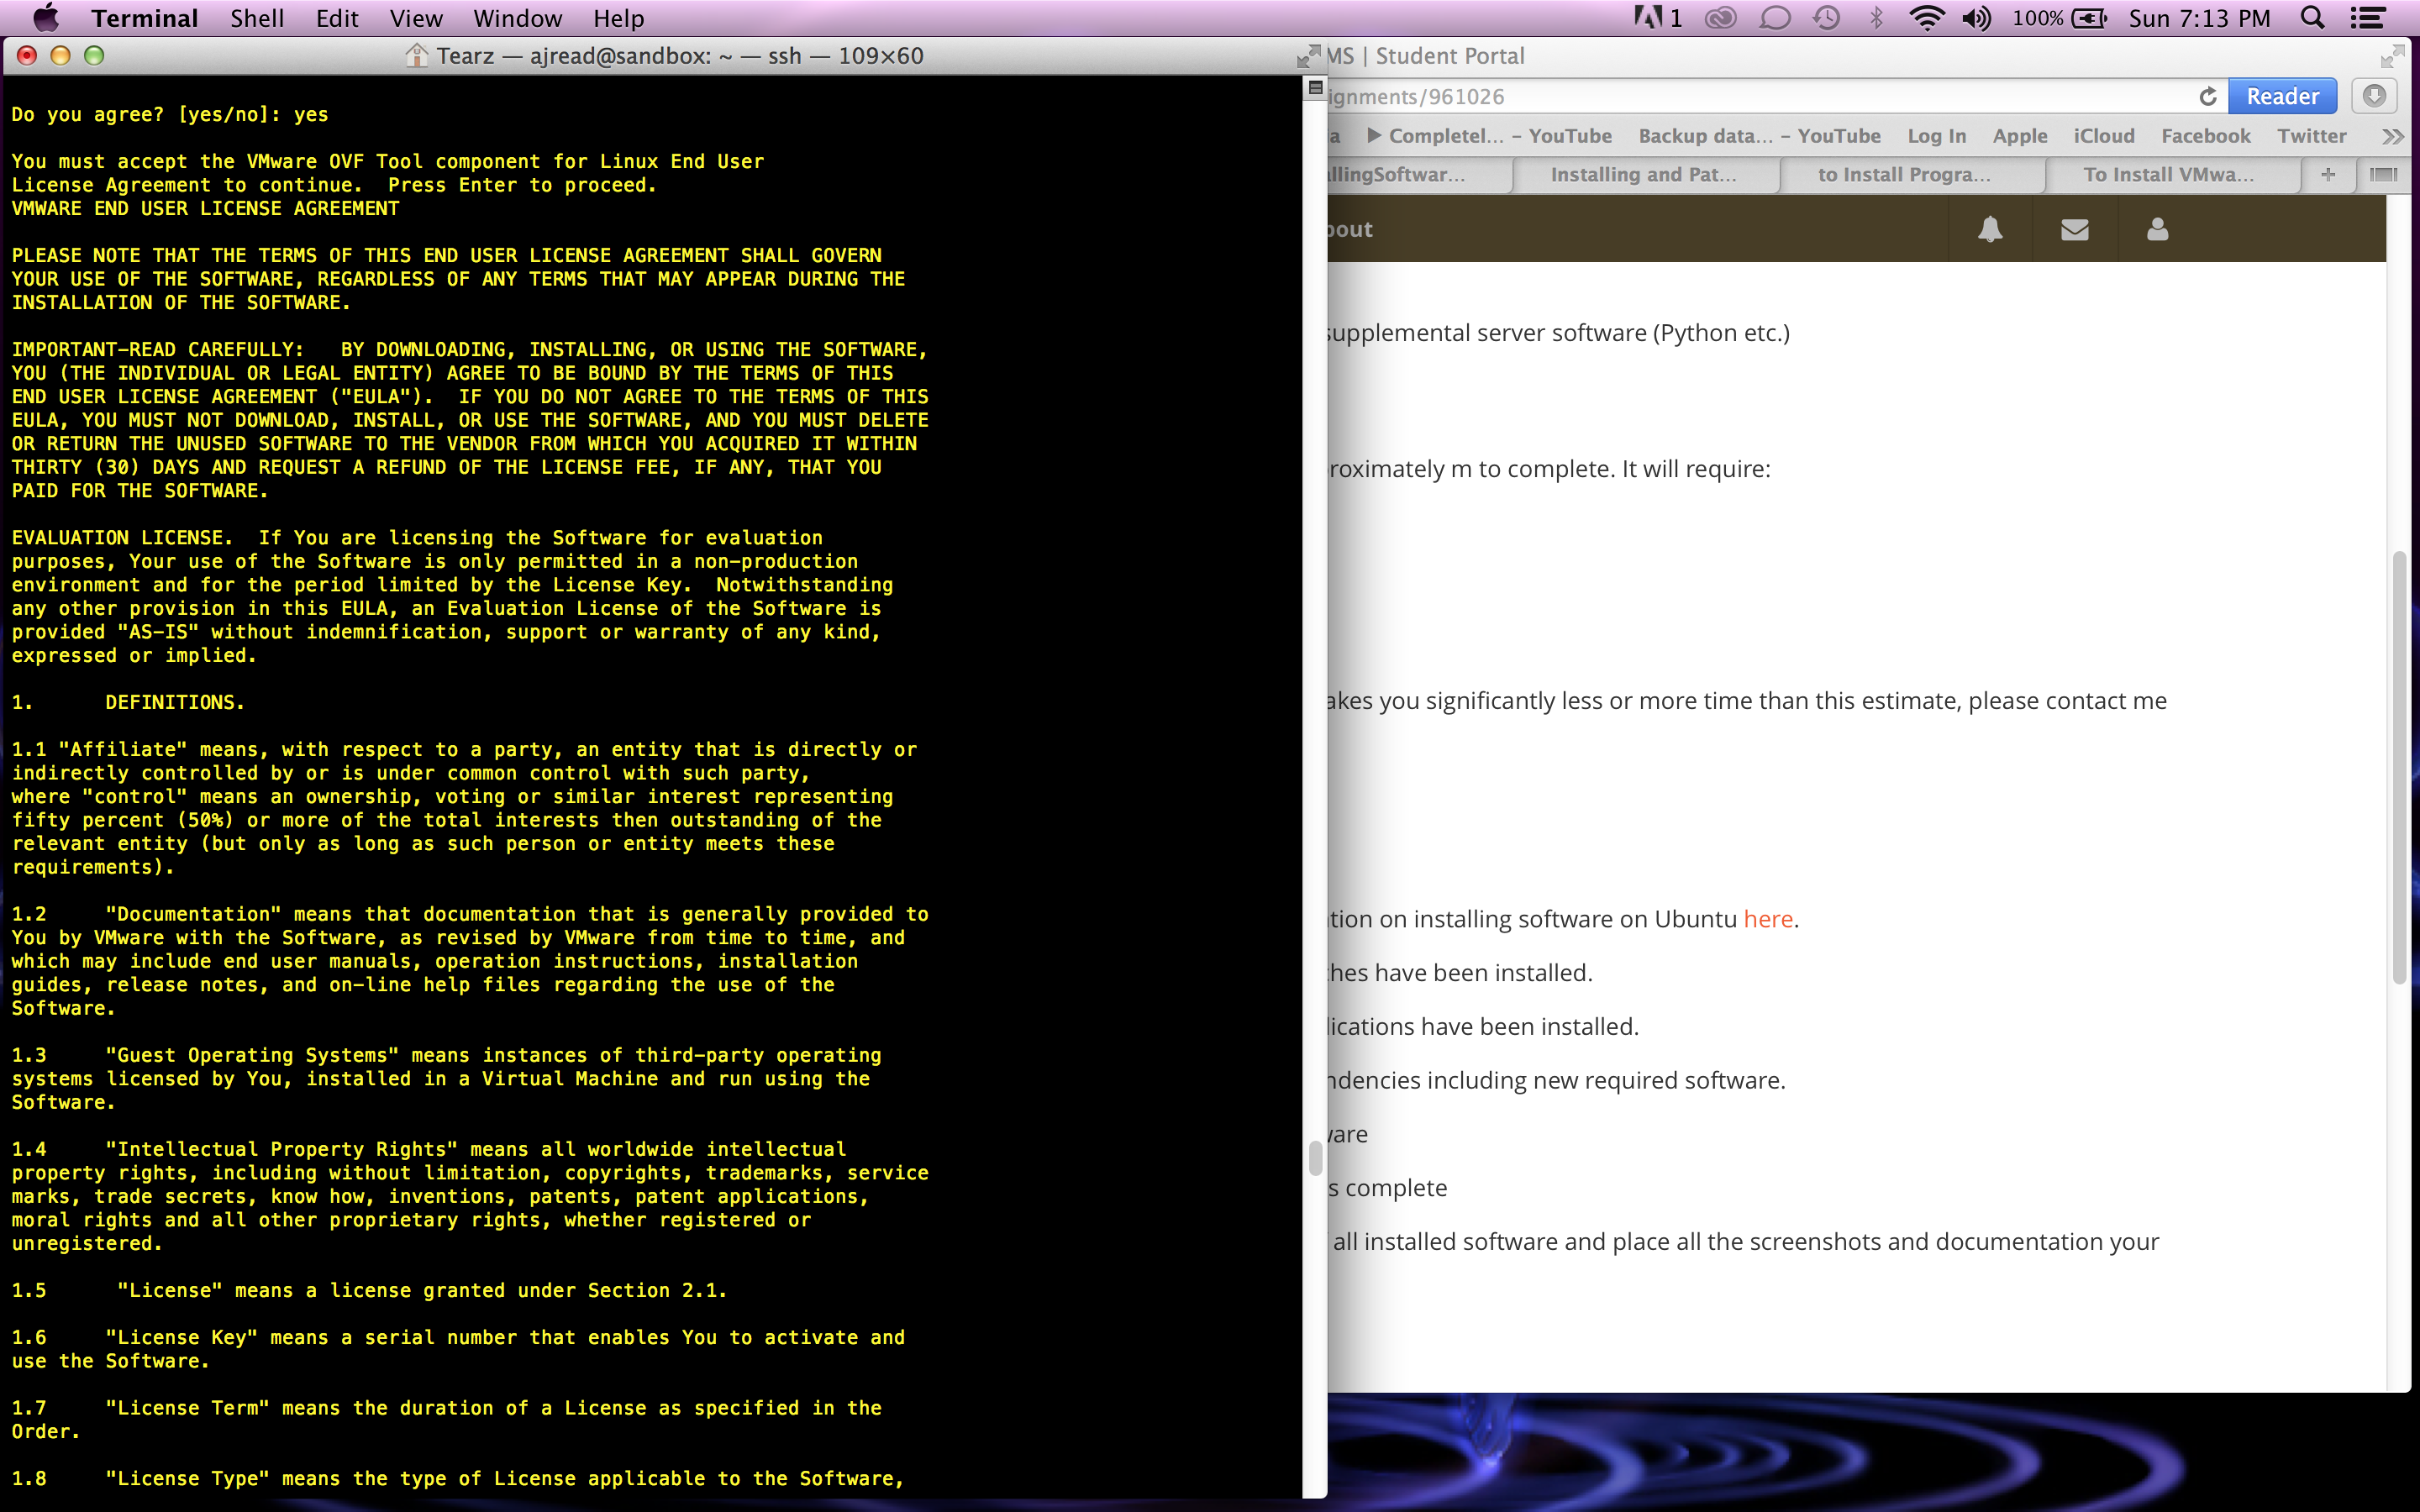 Terminal Shell Edit View Window Help 1 100% Sun 7:13 PM
Tearz — ajread@sandbox: ~ — ssh — 109×60
Do you agree? [yes/no]: yes
You must accept the VMware OVF Tool component for Linux End User
License Agreement to continue.  Press Enter to proceed.
VMWARE END USER LICENSE AGREEMENT
PLEASE NOTE THAT THE TERMS OF THIS END USER LICENSE AGREEMENT SHALL GOVERN
YOUR USE OF THE SOFTWARE, REGARDLESS OF ANY TERMS THAT MAY APPEAR DURING THE
INSTALLATION OF THE SOFTWARE.
IMPORTANT-READ CAREFULLY:   BY DOWNLOADING, INSTALLING, OR USING THE SOFTWARE,
YOU (THE INDIVIDUAL OR LEGAL ENTITY) AGREE TO BE BOUND BY THE TERMS OF THIS
END USER LICENSE AGREEMENT ("EULA").  IF YOU DO NOT AGREE TO THE TERMS OF THIS
EULA, YOU MUST NOT DOWNLOAD, INSTALL, OR USE THE SOFTWARE, AND YOU MUST DELETE
OR RETURN THE UNUSED SOFTWARE TO THE VENDOR FROM WHICH YOU ACQUIRED IT WITHIN
THIRTY (30) DAYS AND REQUEST A REFUND OF THE LICENSE FEE, IF ANY, THAT YOU
PAID FOR THE SOFTWARE.
EVALUATION LICENSE.  If You are licensing the Software for evaluation
purposes, Your use of the Software is only permitted in a non-production
environment and for the period limited by the License Key.  Notwithstanding
any other provision in this EULA, an Evaluation License of the Software is
provided "AS-IS" without indemnification, support or warranty of any kind,
expressed or implied.
1.      DEFINITIONS.
1.1 "Affiliate" means, with respect to a party, an entity that is directly or
indirectly controlled by or is under common control with such party,
where "control" means an ownership, voting or similar interest representing
fifty percent (50%) or more of the total interests then outstanding of the
relevant entity (but only as long as such person or entity meets these
requirements).
1.2     "Documentation" means that documentation that is generally provided to
You by VMware with the Software, as revised by VMware from time to time, and
which may include end user manuals, operation instructions, installation
guides, release notes, and on-line help files regarding the use of the
Software.
1.3     "Guest Operating Systems" means instances of third-party operating
systems licensed by You, installed in a Virtual Machine and run using the
Software.
1.4     "Intellectual Property Rights" means all worldwide intellectual
property rights, including without limitation, copyrights, trademarks, service
marks, trade secrets, know how, inventions, patents, patent applications,
moral rights and all other proprietary rights, whether registered or
unregistered.
1.5      "License" means a license granted under Section 2.1.
1.6     "License Key" means a serial number that enables You to activate and
use the Software.
1.7     "License Term" means the duration of a License as specified in the
Order.
1.8     "License Type" means the type of License applicable to the Software,
MS | Student Portal
ignments/961026 Reader
ia Completel... – YouTube Backup data... – YouTube Log In Apple iCloud Facebook Twitter
llingSoftwar... Installing and Pat... to Install Progra... To Install VMwa...
bout
supplemental server software (Python etc.)
roximately m to complete. It will require:
akes you significantly less or more time than this estimate, please contact me
tion on installing software on Ubuntu here.
hes have been installed.
lications have been installed.
ndencies including new required software.
ware
s complete
all installed software and place all the screenshots and documentation your